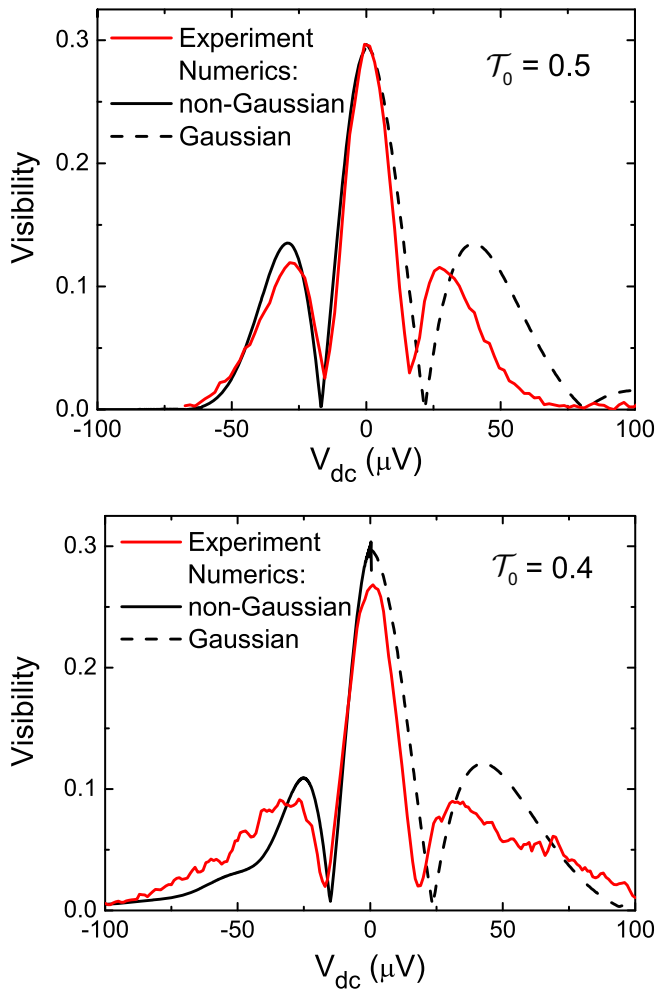 0.3
Experiment
Numerics:
non-Gaussian
Gaussian
𝒯0 = 0.5
0.2
Visibility
0.1
0.0
-100 -50 0 50 100
Vdc (μV)
0.3
Experiment
Numerics:
non-Gaussian
Gaussian
𝒯0 = 0.4
0.2
Visibility
0.1
0.0
-100 -50 0 50 100
Vdc (μV)